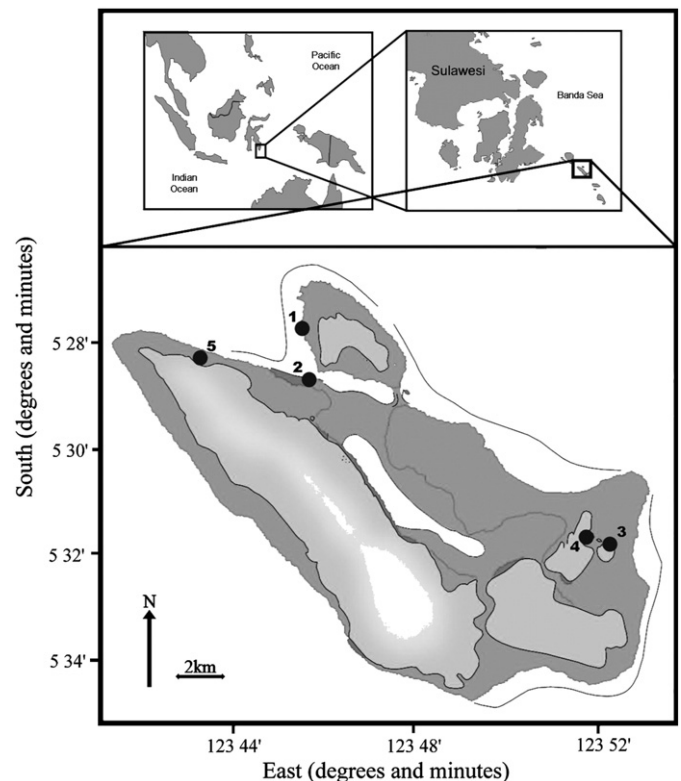 Pacific
Ocean
Indian
Ocean
Sulawesi
Banda Sea
South (degrees and minutes)
5 28'
5 30'
5 32'
5 34'
1
2
5
3
4
N
2km
123 44'
123 48'
123 52'
East (degrees and minutes)